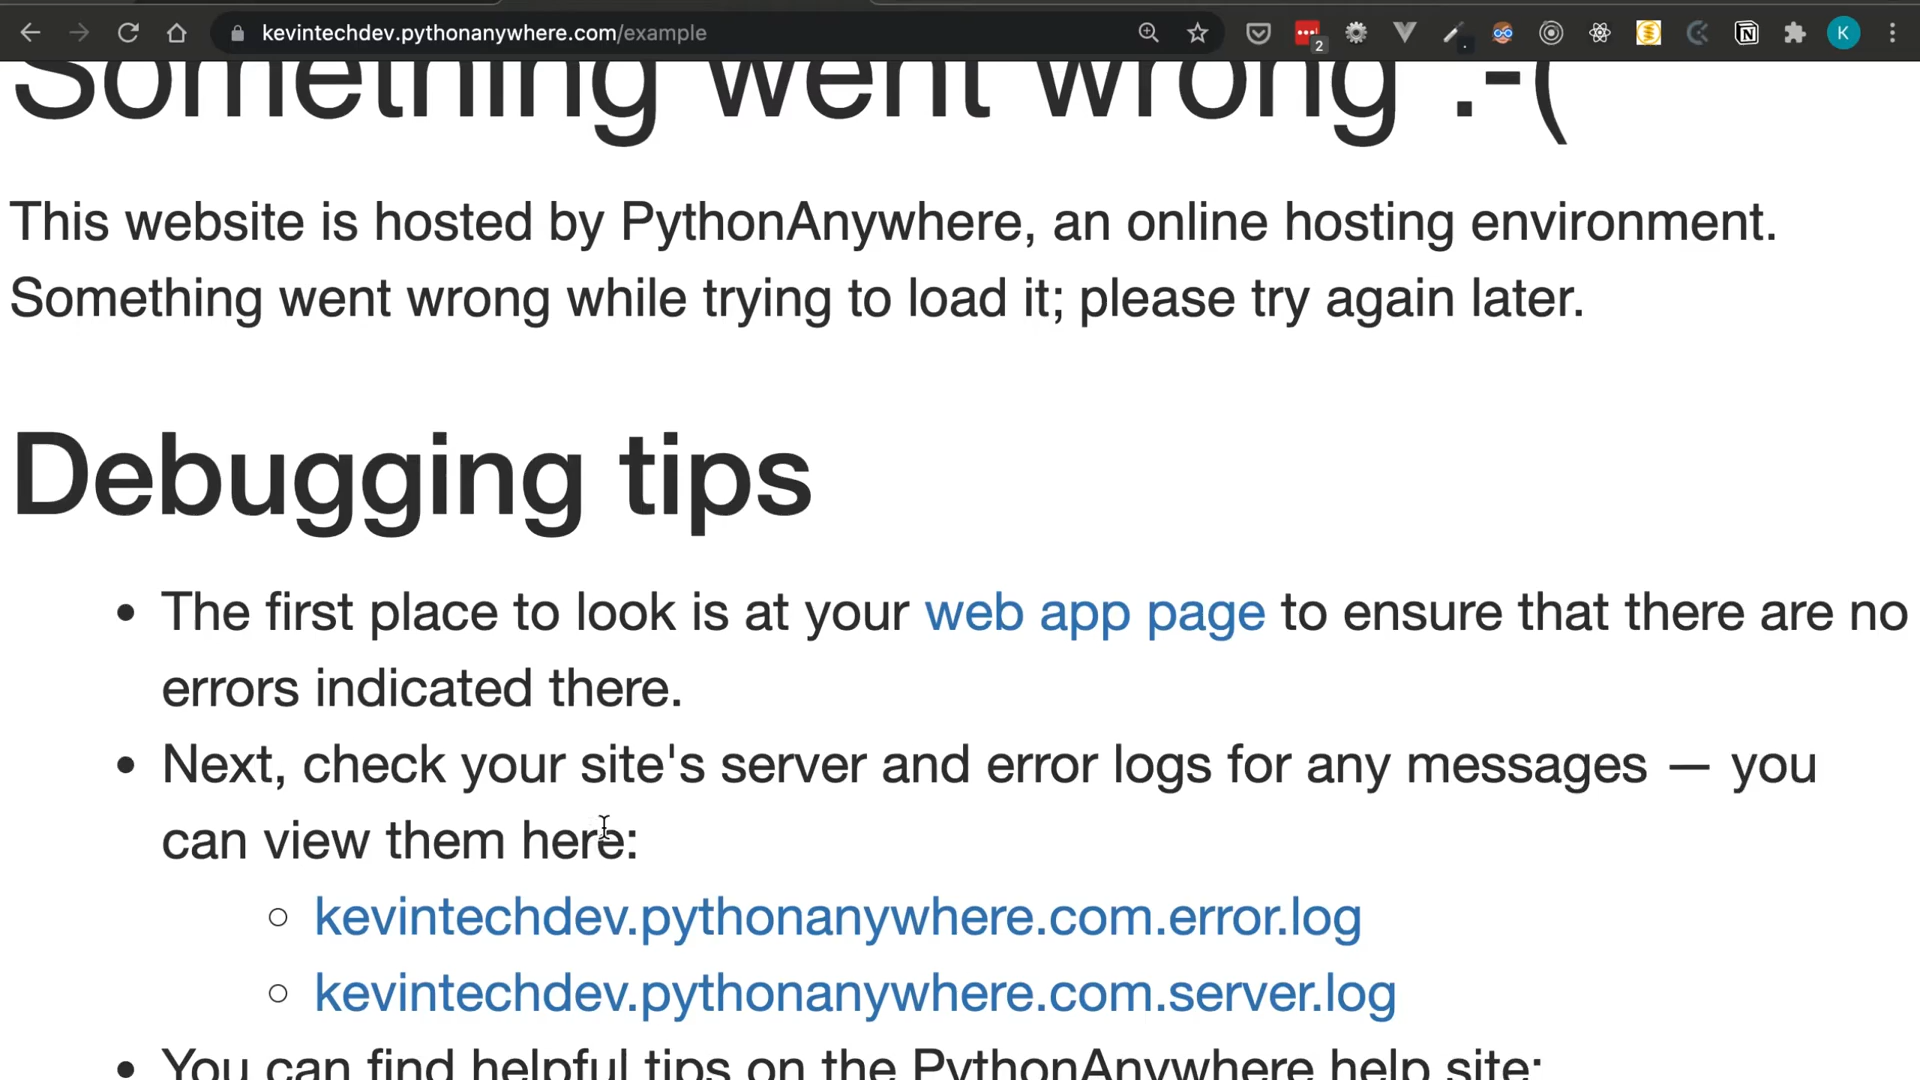 kevintechdev.pythonanywhere.com/example
2
K
Something went wrong :-(
This website is hosted by PythonAnywhere, an online hosting environment.
Something went wrong while trying to load it; please try again later.
Debugging tips
• The first place to look is at your web app page to ensure that there are no
errors indicated there.
• Next, check your site's server and error logs for any messages — you
can view them here:
○ kevintechdev.pythonanywhere.com.error.log
○ kevintechdev.pythonanywhere.com.server.log
• You can find helpful tips on the PythonAnywhere help site: